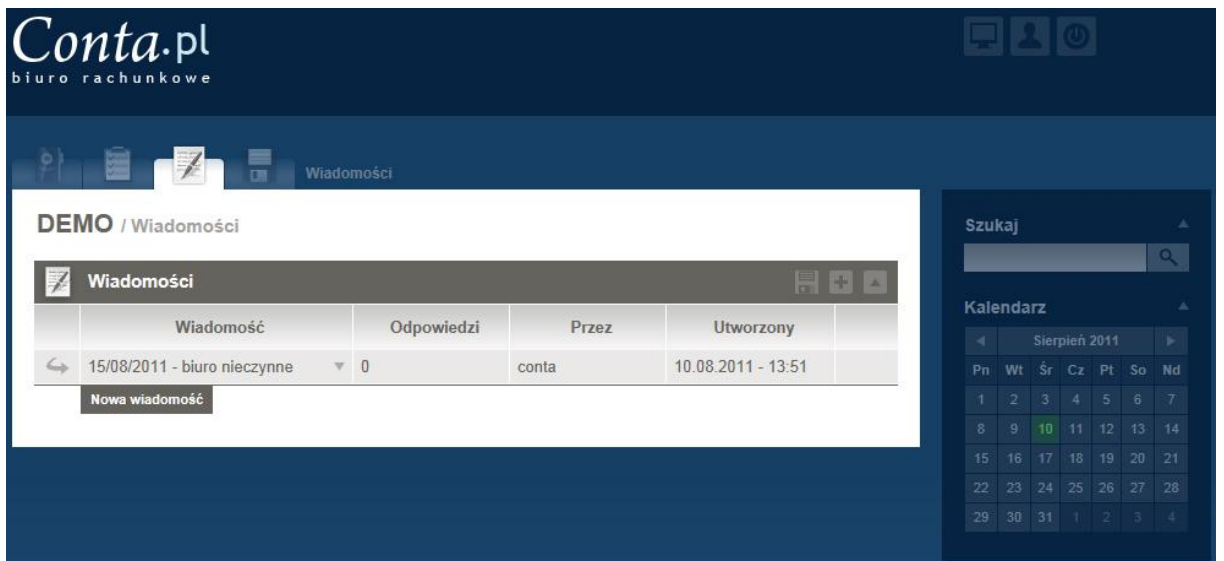 Conta.pl
biuro rachunkowe
Wiadomości
DEMO / Wiadomości
Wiadomości
Wiadomość Odpowiedzi Przez Utworzony
15/08/2011 - biuro nieczynne 0 conta 10.08.2011 - 13:51
Nowa wiadomość
Szukaj
Kalendarz
Sierpień 2011
Pn Wt Śr Cz Pt So Nd
1 2 3 4 5 6 7
8 9 10 11 12 13 14
15 16 17 18 19 20 21
22 23 24 25 26 27 28
29 30 31 1 2 3 4